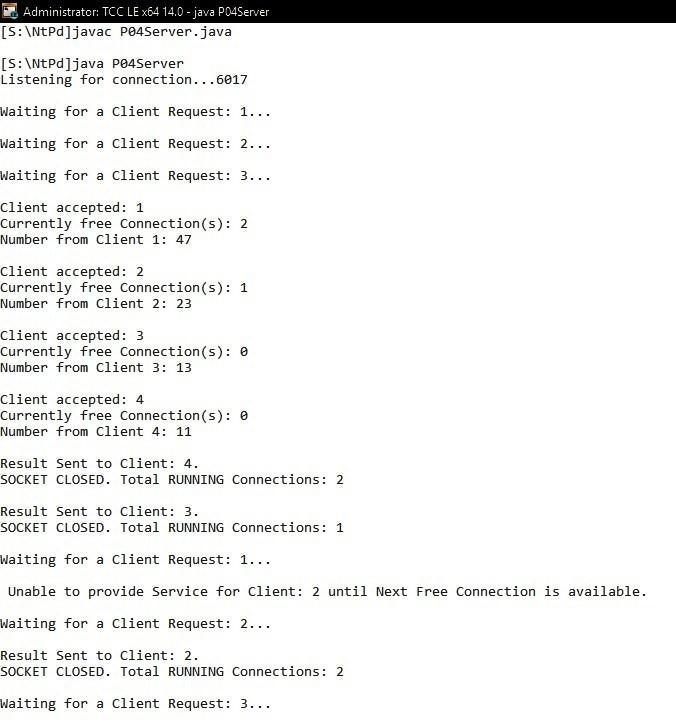 Administrator: TCC LE x64 14.0 - java P04Server
[S:\NtPd]javac P04Server.java
[S:\NtPd]java P04Server
Listening for connection...6017
Waiting for a Client Request: 1...
Waiting for a Client Request: 2...
Waiting for a Client Request: 3...
Client accepted: 1
Currently free Connection(s): 2
Number from Client 1: 47
Client accepted: 2
Currently free Connection(s): 1
Number from Client 2: 23
Client accepted: 3
Currently free Connection(s): 0
Number from Client 3: 13
Client accepted: 4
Currently free Connection(s): 0
Number from Client 4: 11
Result Sent to Client: 4.
SOCKET CLOSED. Total RUNNING Connections: 2
Result Sent to Client: 3.
SOCKET CLOSED. Total RUNNING Connections: 1
Waiting for a Client Request: 1...
Unable to provide Service for Client: 2 until Next Free Connection is available.
Waiting for a Client Request: 2...
Result Sent to Client: 2.
SOCKET CLOSED. Total RUNNING Connections: 2
Waiting for a Client Request: 3...